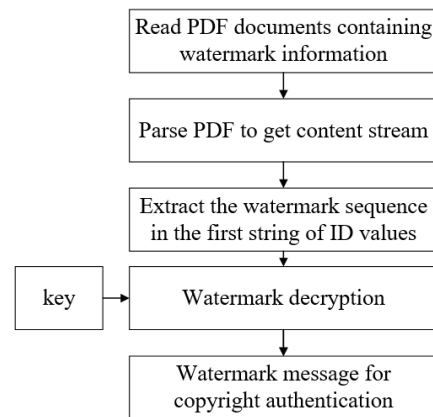 Read PDF documents containing
watermark information
Parse PDF to get content stream
Extract the watermark sequence
in the first string of ID values
key
Watermark decryption
Watermark message for
copyright authentication